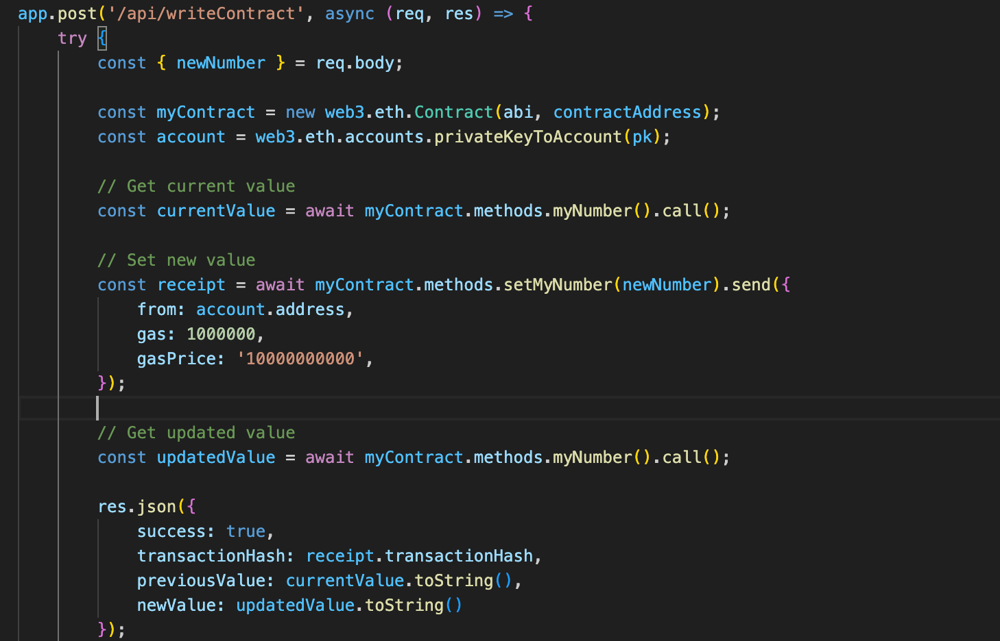 app.post('/api/writeContract', async (req, res) => {
    try {
        const { newNumber } = req.body;

        const myContract = new web3.eth.Contract(abi, contractAddress);
        const account = web3.eth.accounts.privateKeyToAccount(pk);

        // Get current value
        const currentValue = await myContract.methods.myNumber().call();

        // Set new value
        const receipt = await myContract.methods.setMyNumber(newNumber).send({
            from: account.address,
            gas: 1000000,
            gasPrice: '10000000000',
        });

        // Get updated value
        const updatedValue = await myContract.methods.myNumber().call();

        res.json({
            success: true,
            transactionHash: receipt.transactionHash,
            previousValue: currentValue.toString(),
            newValue: updatedValue.toString()
        });